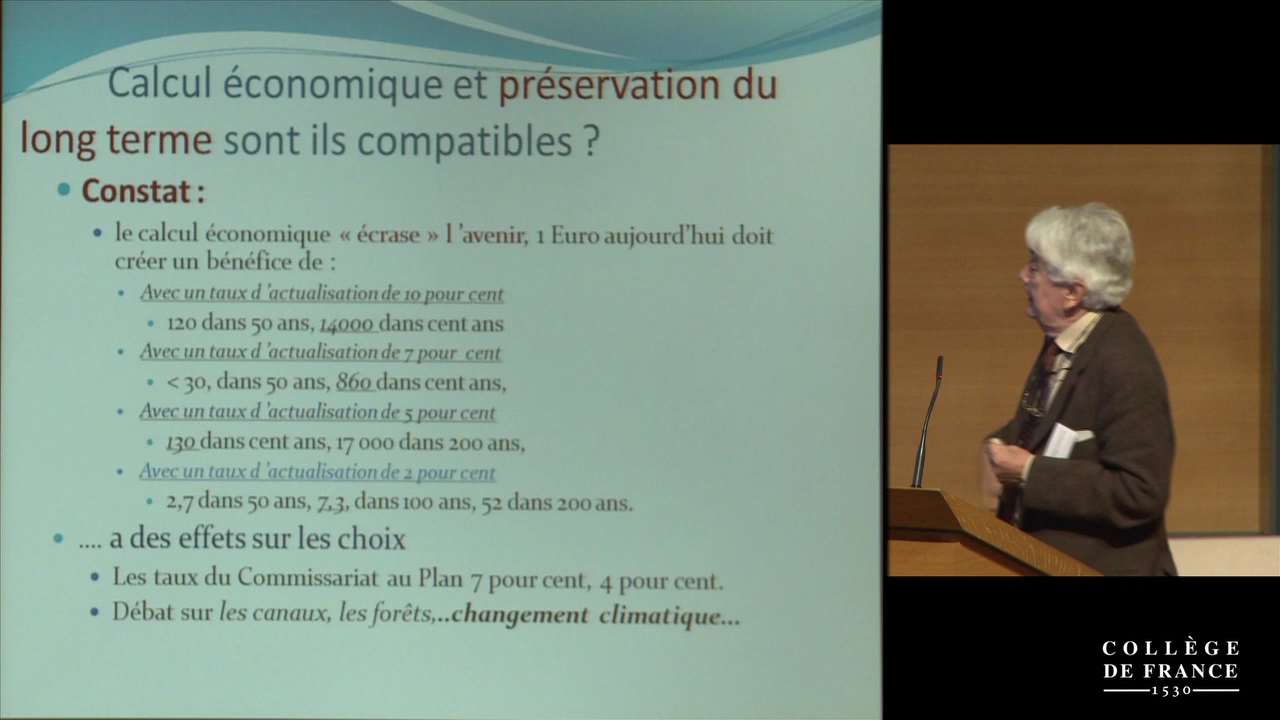 Calcul économique et préservation du
long terme sont ils compatibles ?
Constat :
le calcul économique « écrase » l 'avenir, 1 Euro aujourd'hui doit
créer un bénéfice de :
Avec un taux d 'actualisation de 10 pour cent
120 dans 50 ans, 14000 dans cent ans
Avec un taux d 'actualisation de 7 pour cent
< 30, dans 50 ans, 860 dans cent ans,
Avec un taux d 'actualisation de 5 pour cent
130 dans cent ans, 17 000 dans 200 ans,
Avec un taux d 'actualisation de 2 pour cent
2,7 dans 50 ans, 7,3, dans 100 ans, 52 dans 200 ans.
.... a des effets sur les choix
Les taux du Commissariat au Plan 7 pour cent, 4 pour cent.
Débat sur les canaux, les forêts,..changement climatique...
COLLÈGE
DE FRANCE
1530